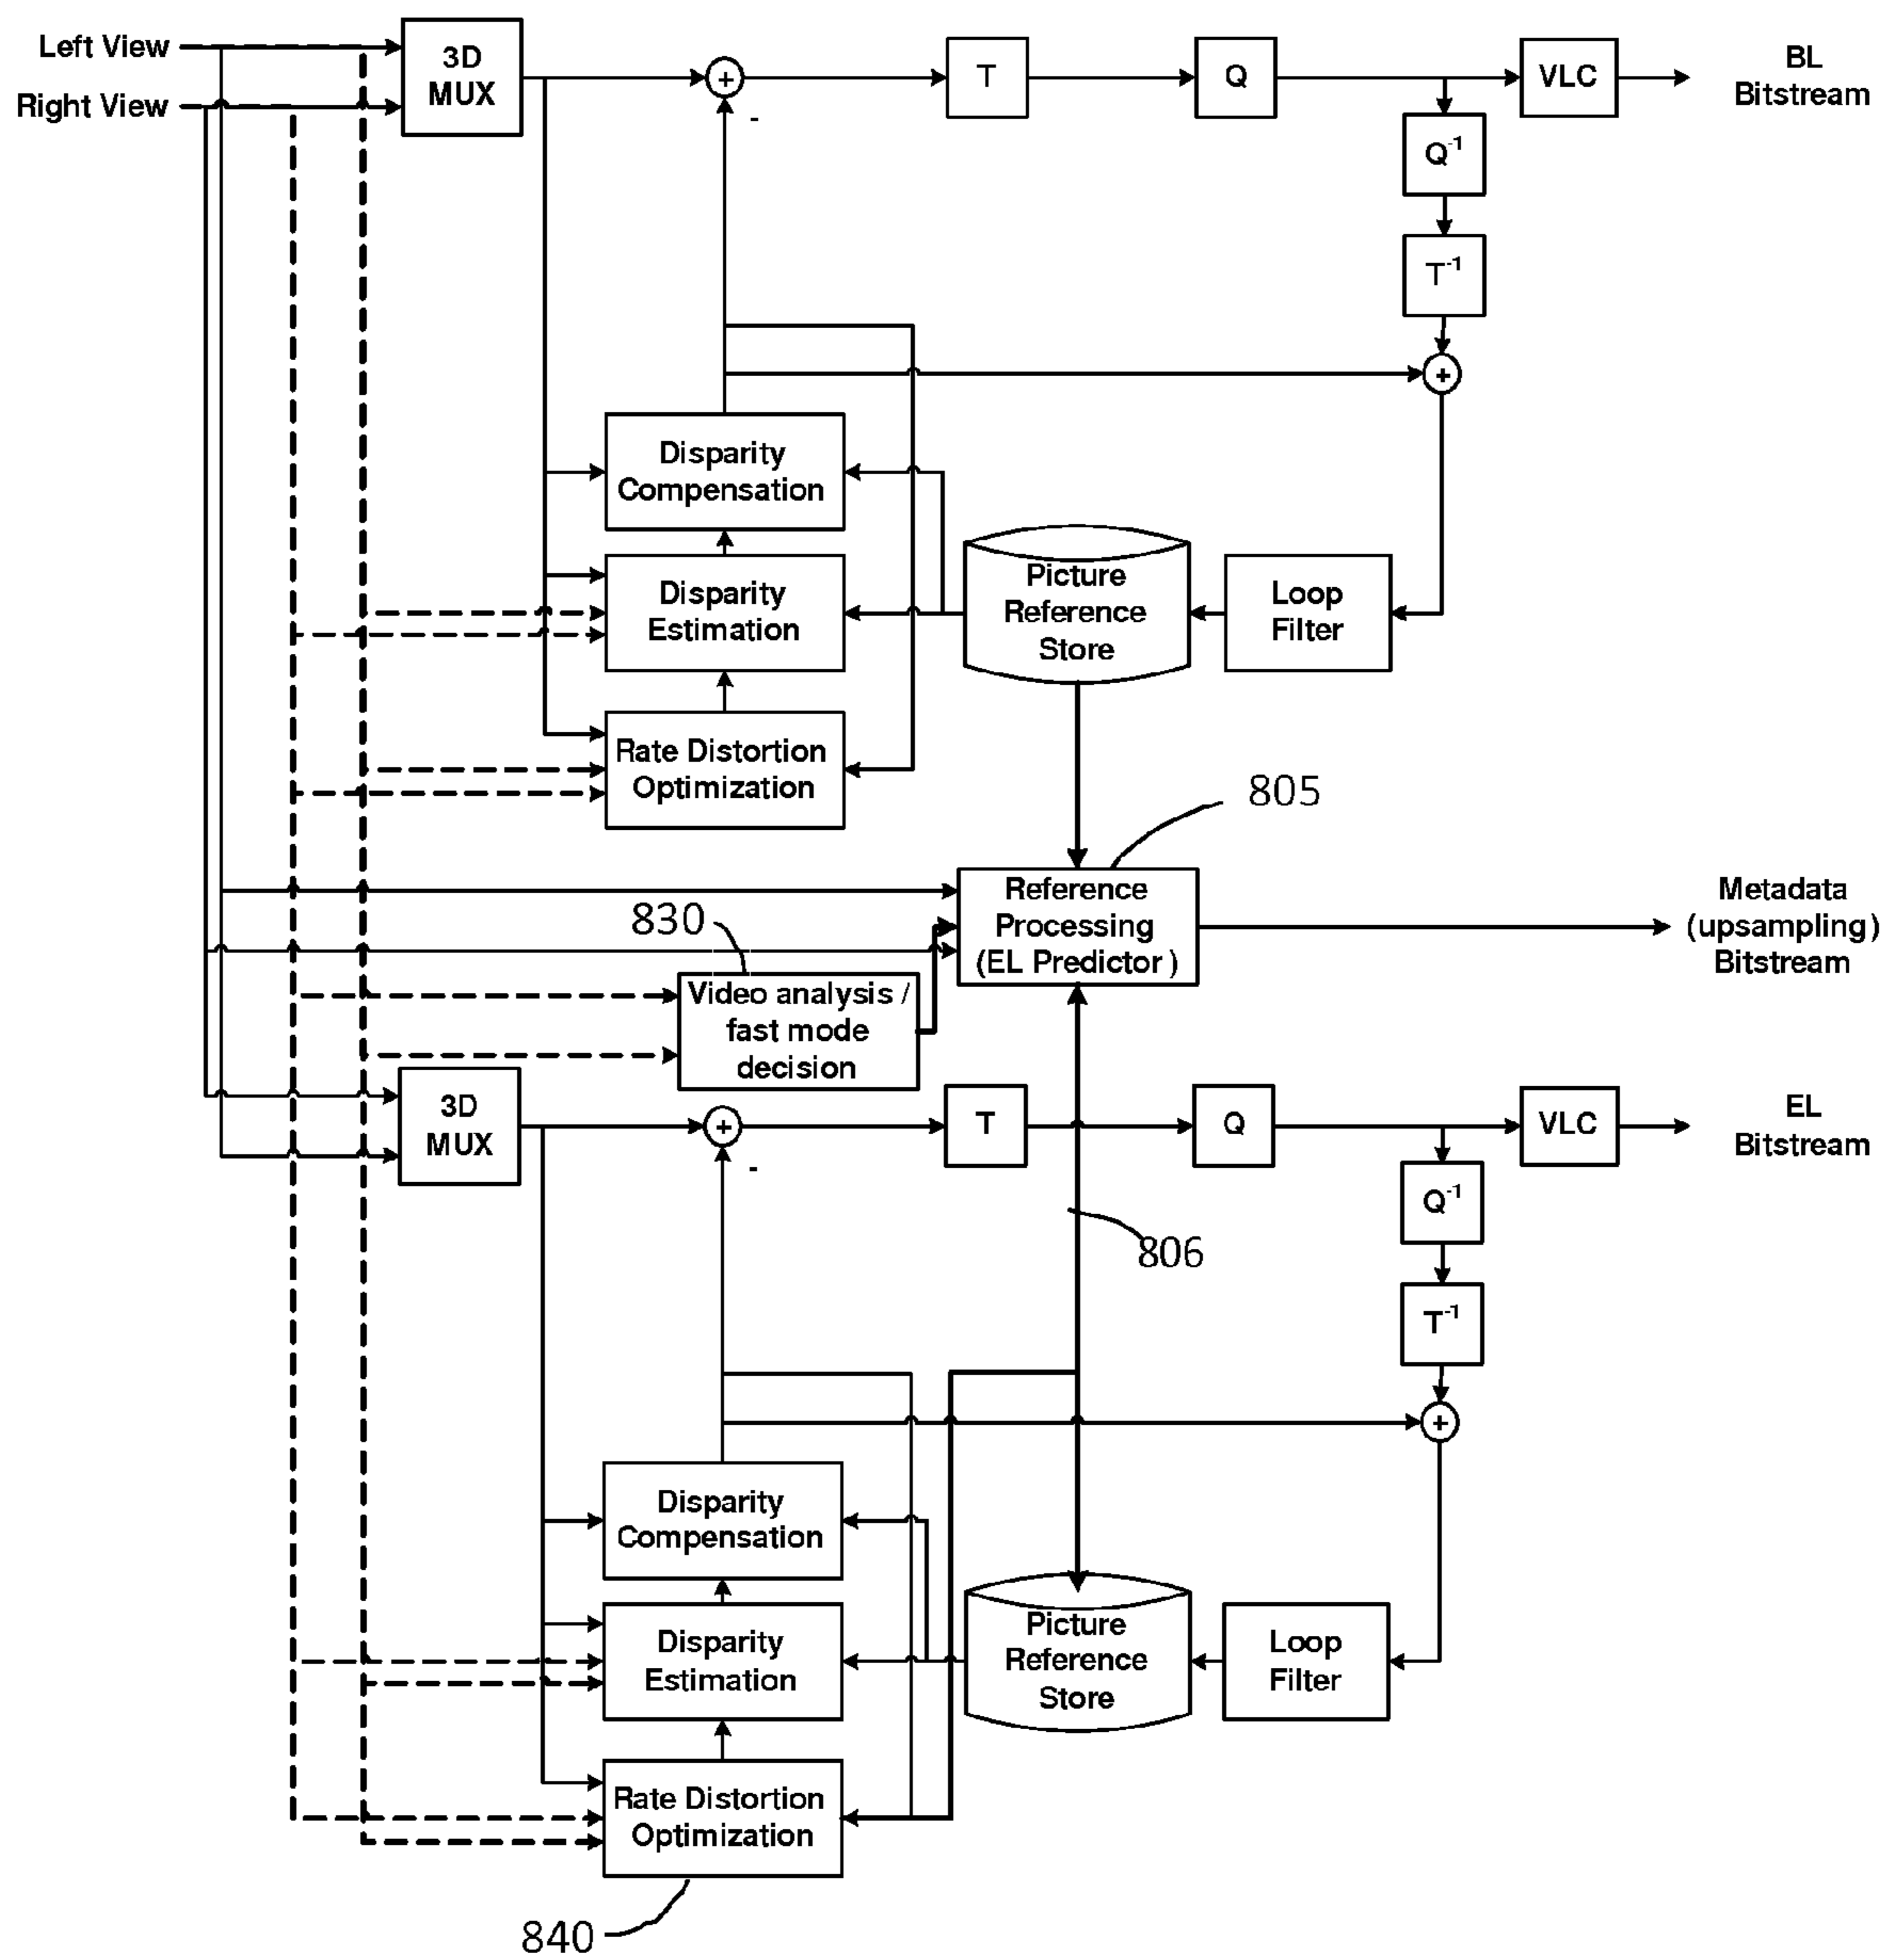 Left View
Right View
3D
MUX
+
-
T
Q
VLC
BL
Bitstream
Q-1
T-1
+
Disparity
Compensation
Disparity
Estimation
Rate Distortion
Optimization
Picture
Reference
Store
Loop
Filter
805
Reference
Processing
(EL Predictor )
Metadata
(upsampling)
Bitstream
830
Video analysis /
fast mode
decision
3D
MUX
+
-
T
Q
VLC
EL
Bitstream
Q-1
T-1
+
806
Disparity
Compensation
Disparity
Estimation
Rate Distortion
Optimization
Picture
Reference
Store
Loop
Filter
840